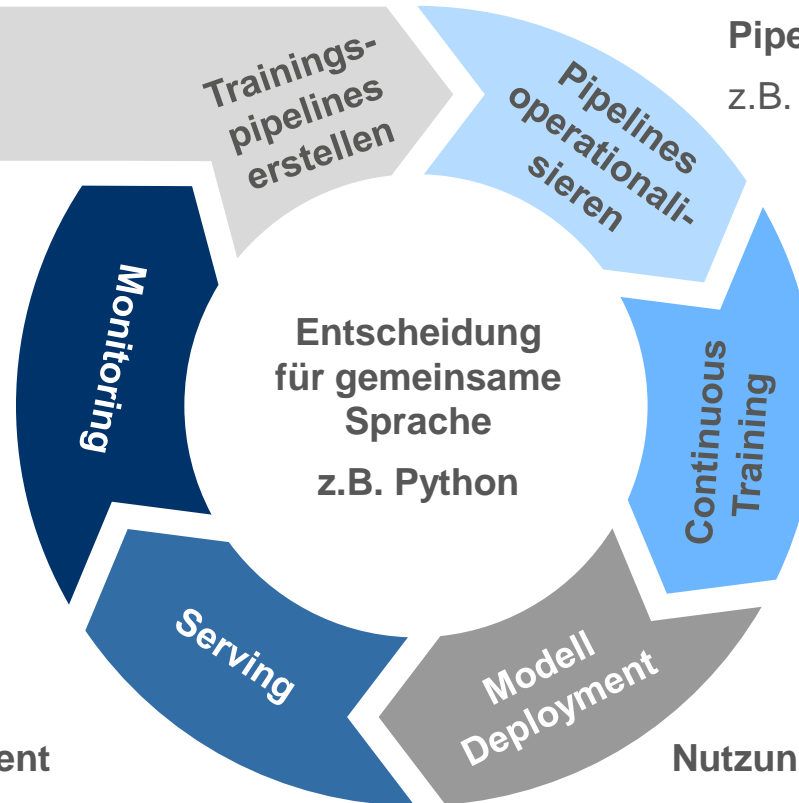 Trainings-
pipelines
erstellen
Pipelines
operationali-
sieren
Pipe
z.B.
Continuous
Training
Modell
Deployment
Serving
Monitoring
Entscheidung
für gemeinsame
Sprache
z.B. Python
ent
Nutzun